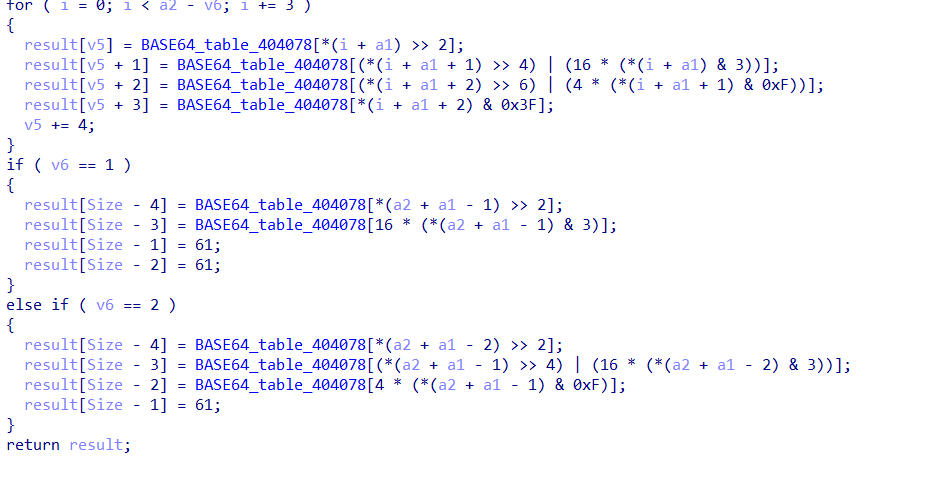 for ( i = 0; i < a2 - v6; i += 3 )
{
  result[v5] = BASE64_table_404078[*(i + a1) >> 2];
  result[v5 + 1] = BASE64_table_404078[(*(i + a1 + 1) >> 4) | (16 * (*(i + a1) & 3))];
  result[v5 + 2] = BASE64_table_404078[(*(i + a1 + 2) >> 6) | (4 * (*(i + a1 + 1) & 0xF))];
  result[v5 + 3] = BASE64_table_404078[*(i + a1 + 2) & 0x3F];
  v5 += 4;
}
if ( v6 == 1 )
{
  result[Size - 4] = BASE64_table_404078[*(a2 + a1 - 1) >> 2];
  result[Size - 3] = BASE64_table_404078[16 * (*(a2 + a1 - 1) & 3)];
  result[Size - 1] = 61;
  result[Size - 2] = 61;
}
else if ( v6 == 2 )
{
  result[Size - 4] = BASE64_table_404078[*(a2 + a1 - 2) >> 2];
  result[Size - 3] = BASE64_table_404078[(*(a2 + a1 - 1) >> 4) | (16 * (*(a2 + a1 - 2) & 3))];
  result[Size - 2] = BASE64_table_404078[4 * (*(a2 + a1 - 1) & 0xF)];
  result[Size - 1] = 61;
}
return result;